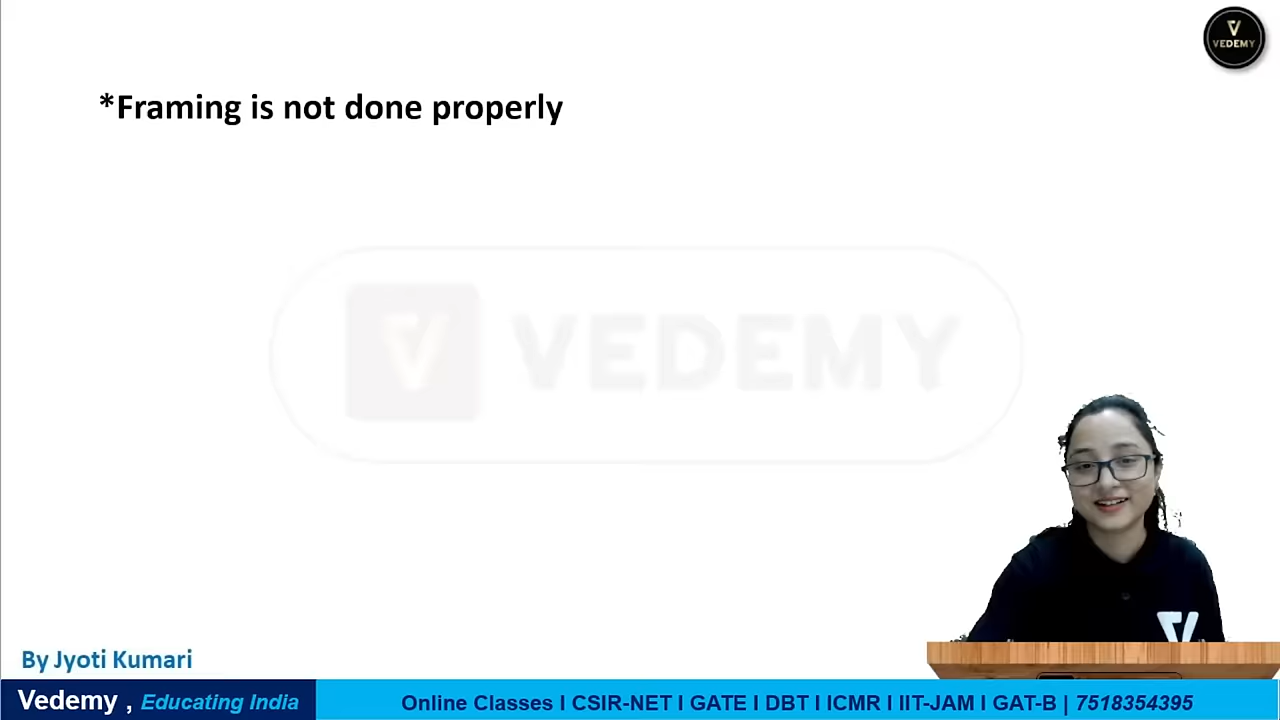 VEDEMY
*Framing is not done properly
VEDEMY
By Jyoti Kumari
Vedemy , Educating India
Online Classes I CSIR-NET I GATE I DBT I ICMR I IIT-JAM I GAT-B | 7518354395